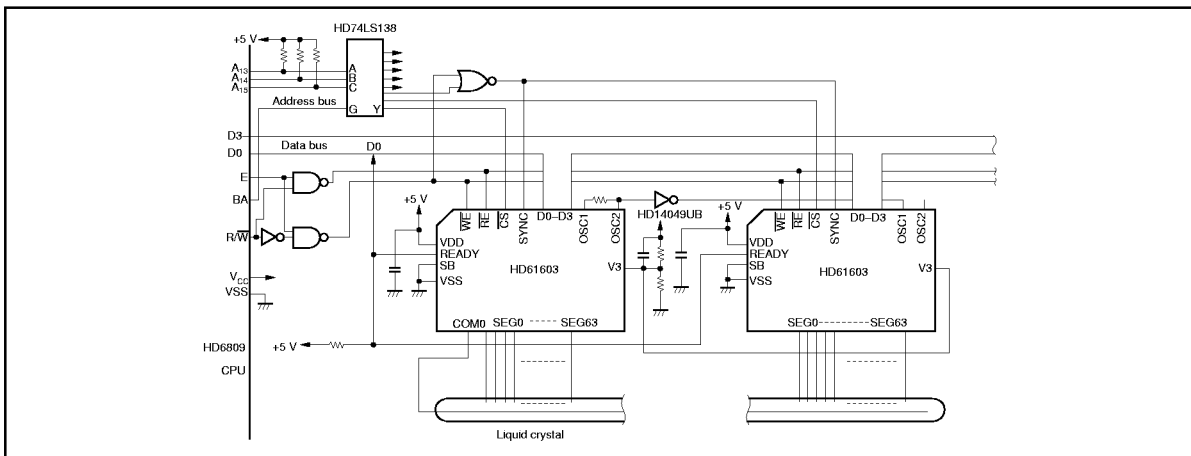 HD74LS138
+5 V
A13
A14
A15
A
B
C
Address bus
G Y
D3
Data bus
D0
D0
E
BA
R/W
+5 V
WE
RE
CS
SYNC
D0–D3
OSC1
OSC2
HD14049UB
+5 V
WE
RE
CS
SYNC
D0–D3
OSC1
OSC2
VDD
READY
SB
VSS
HD61603
V3
VDD
READY
SB
VSS
HD61603
V3
VCC
VSS
COM0 SEG0 SEG63
SEG0 SEG63
HD6809
+5 V
CPU
Liquid crystal